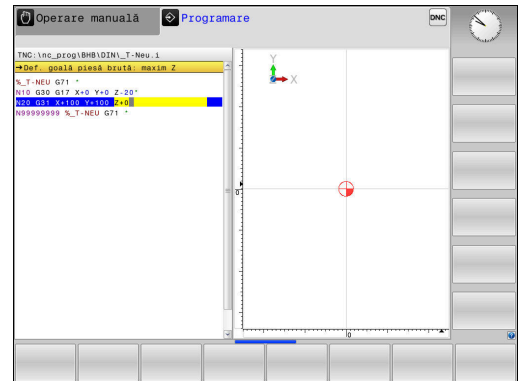 Operare manuală
Programare
DNC
TNC:\nc_prog\BHB\DIN\_T-Neu.i
→Def. goală piesă brută: maxim Z
%_T-NEU G71 *
N10 G30 G17 X+0 Y+0 Z-20*
N20 G31 X+100 Y+100 Z+0
N99999999 %_T-NEU G71 *
Y
X
0
0